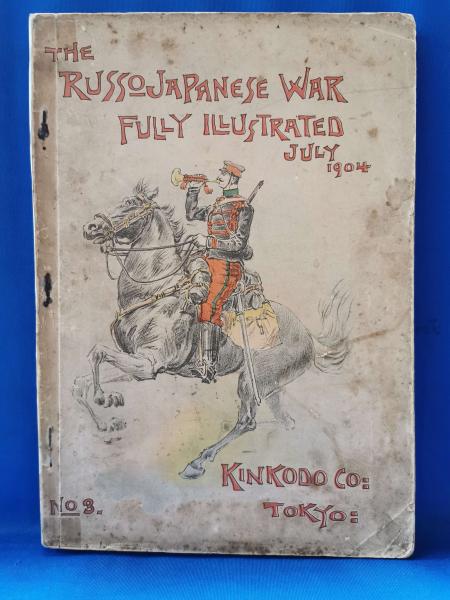 THE
RUSSO JAPANESE WAR
FULLY ILLUSTRATED
JULY
1904
KINKODO CO:
No 3.
TOKYO: